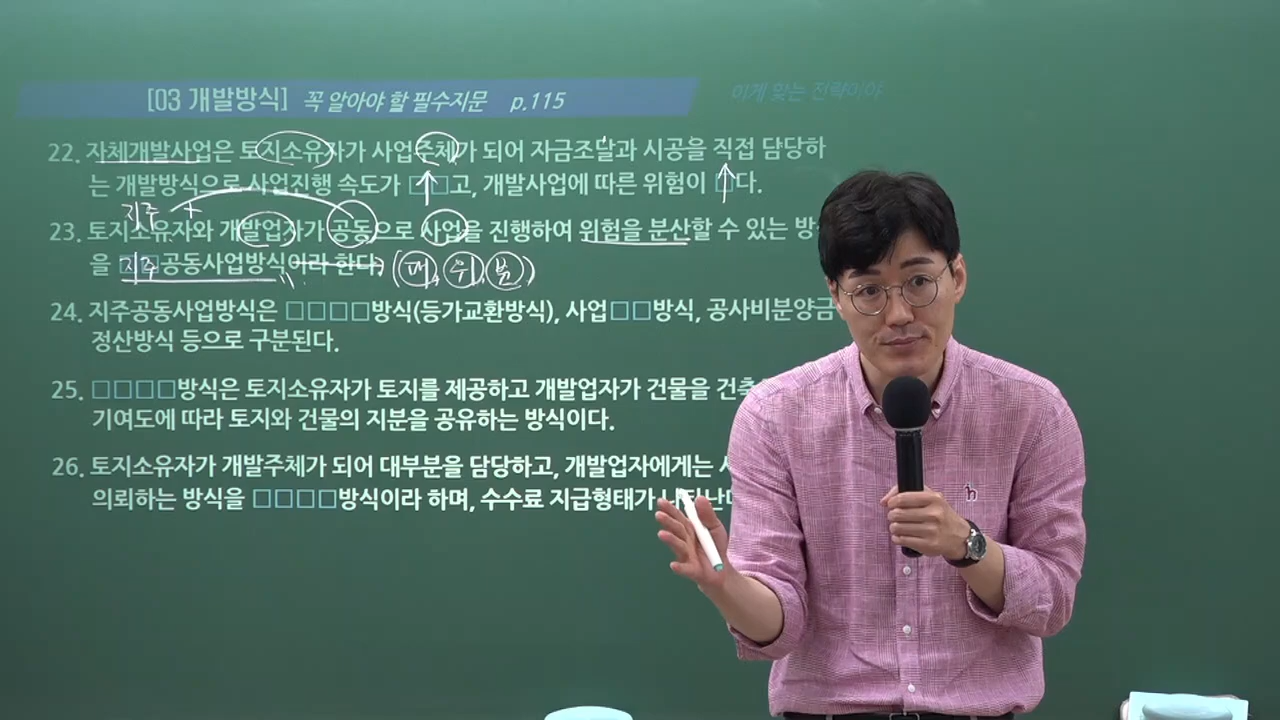 [03 개발방식] 꼭 알아야 할 필수지문 p.115
이게 맞는 전략이야
22. 자체개발사업은 토지소유자가 사업주체가 되어 자금조달과 시공을 직접 담당하
는 개발방식으로 사업진행 속도가 □□고, 개발사업에 따른 위험이 □다.
지주 +
23. 토지소유자와 개발업자가 공동으로 사업을 진행하여 위험을 분산할 수 있는 방
을 □□공동사업방식이라 한다.
지주
24. 지주공동사업방식은 □□□□방식(등가교환방식), 사업□□방식, 공사비분양금
정산방식 등으로 구분된다.
25. □□□□방식은 토지소유자가 토지를 제공하고 개발업자가 건물을 건축
기여도에 따라 토지와 건물의 지분을 공유하는 방식이다.
26. 토지소유자가 개발주체가 되어 대부분을 담당하고, 개발업자에게는
의뢰하는 방식을 □□□□방식이라 하며, 수수료 지급형태가